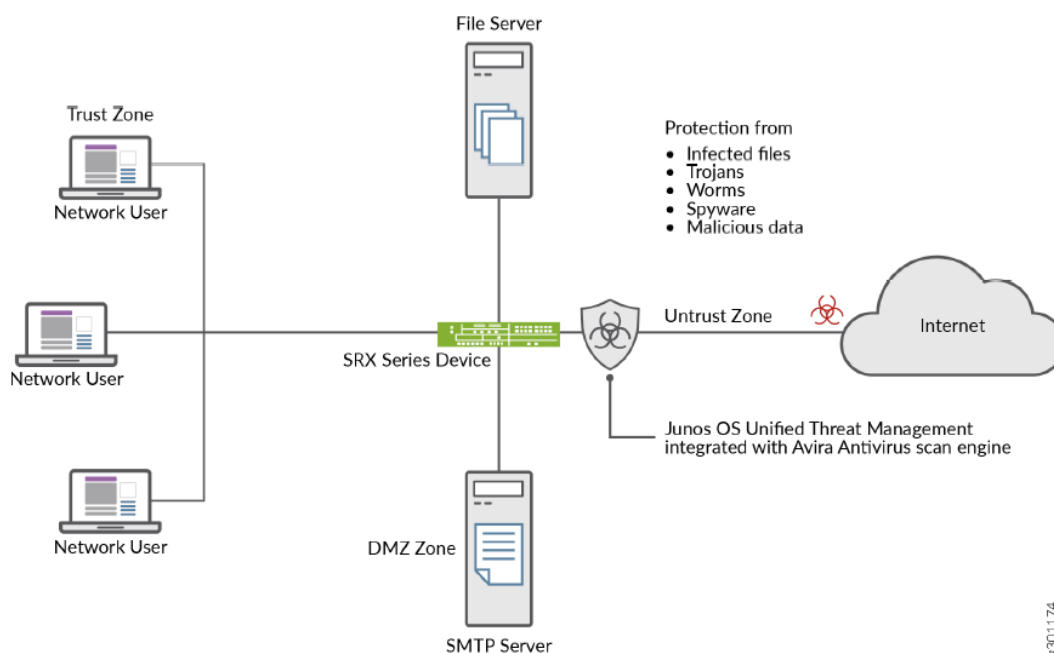 File Server
Trust Zone
Network User
Protection from
• Infected files
• Trojans
• Worms
• Spyware
• Malicious data
Network User
SRX Series Device
Untrust Zone
Internet
Junos OS Unified Threat Management
integrated with Avira Antivirus scan engine
Network User
DMZ Zone
SMTP Server